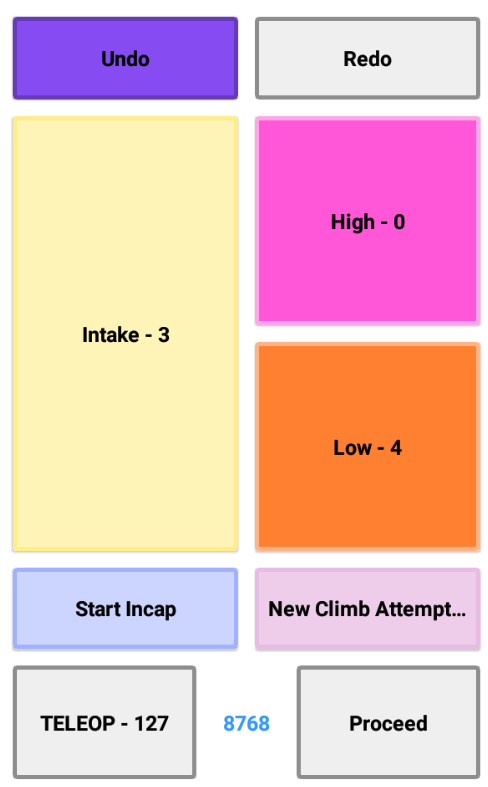 Undo
Redo
Intake - 3
High - 0
Low - 4
Start Incap
New Climb Attempt...
TELEOP - 127
8768
Proceed